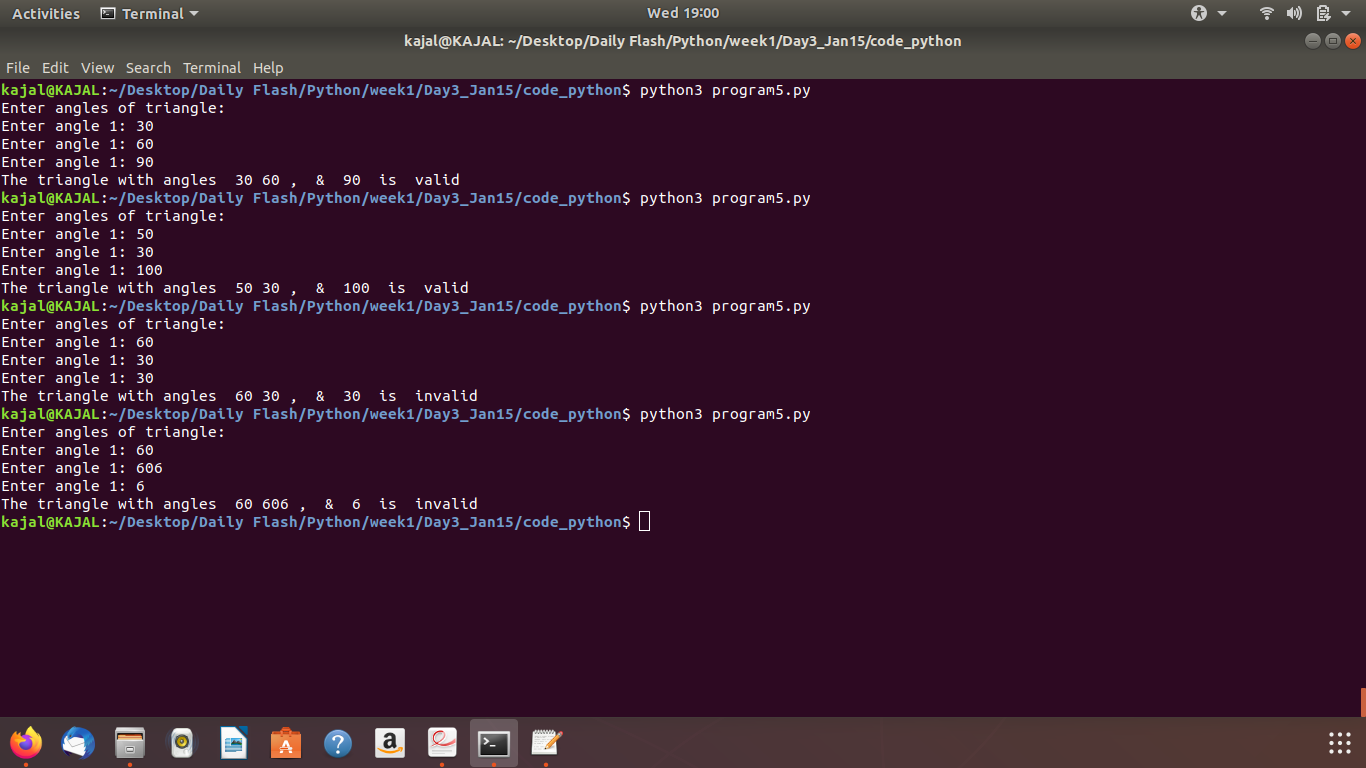 Activities Terminal Wed 19:00
kajal@KAJAL: ~/Desktop/Daily Flash/Python/week1/Day3_Jan15/code_python
File Edit View Search Terminal Help
kajal@KAJAL:~/Desktop/Daily Flash/Python/week1/Day3_Jan15/code_python$ python3 program5.py
Enter angles of triangle:
Enter angle 1: 30
Enter angle 1: 60
Enter angle 1: 90
The triangle with angles  30 60 ,  &  90  is  valid
kajal@KAJAL:~/Desktop/Daily Flash/Python/week1/Day3_Jan15/code_python$ python3 program5.py
Enter angles of triangle:
Enter angle 1: 50
Enter angle 1: 30
Enter angle 1: 100
The triangle with angles  50 30 ,  &  100  is  valid
kajal@KAJAL:~/Desktop/Daily Flash/Python/week1/Day3_Jan15/code_python$ python3 program5.py
Enter angles of triangle:
Enter angle 1: 60
Enter angle 1: 30
Enter angle 1: 30
The triangle with angles  60 30 ,  &  30  is  invalid
kajal@KAJAL:~/Desktop/Daily Flash/Python/week1/Day3_Jan15/code_python$ python3 program5.py
Enter angles of triangle:
Enter angle 1: 60
Enter angle 1: 606
Enter angle 1: 6
The triangle with angles  60 606 ,  &  6  is  invalid
kajal@KAJAL:~/Desktop/Daily Flash/Python/week1/Day3_Jan15/code_python$